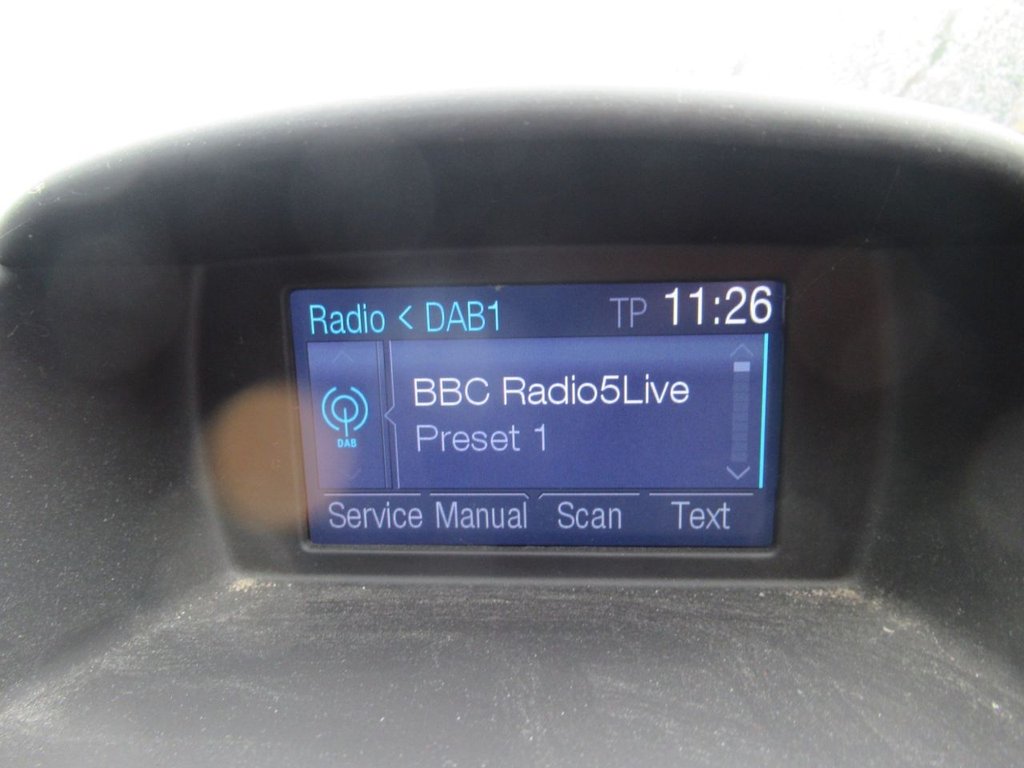 Radio < DAB1 TP 11:26
DAB
BBC Radio5Live
Preset 1
Service Manual Scan Text